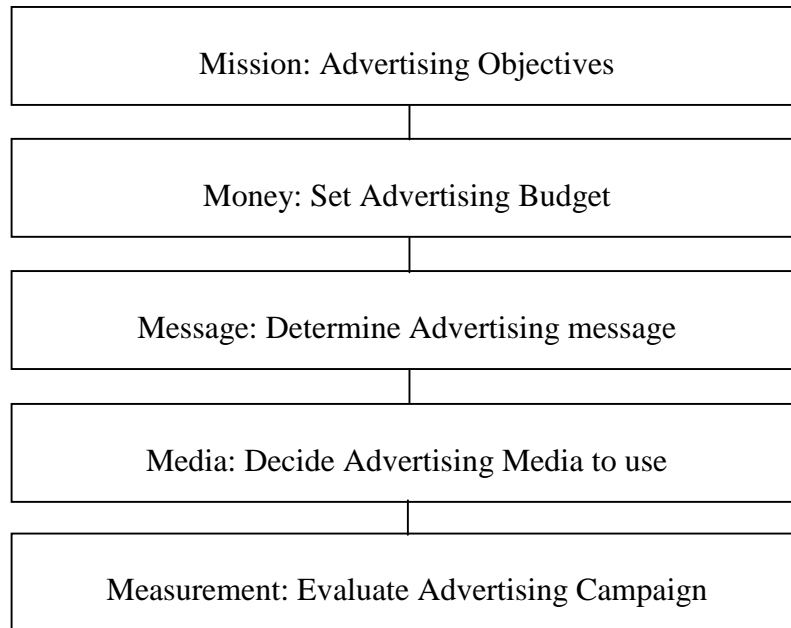 Mission: Advertising Objectives
Money: Set Advertising Budget
Message: Determine Advertising message
Media: Decide Advertising Media to use
Measurement: Evaluate Advertising Campaign